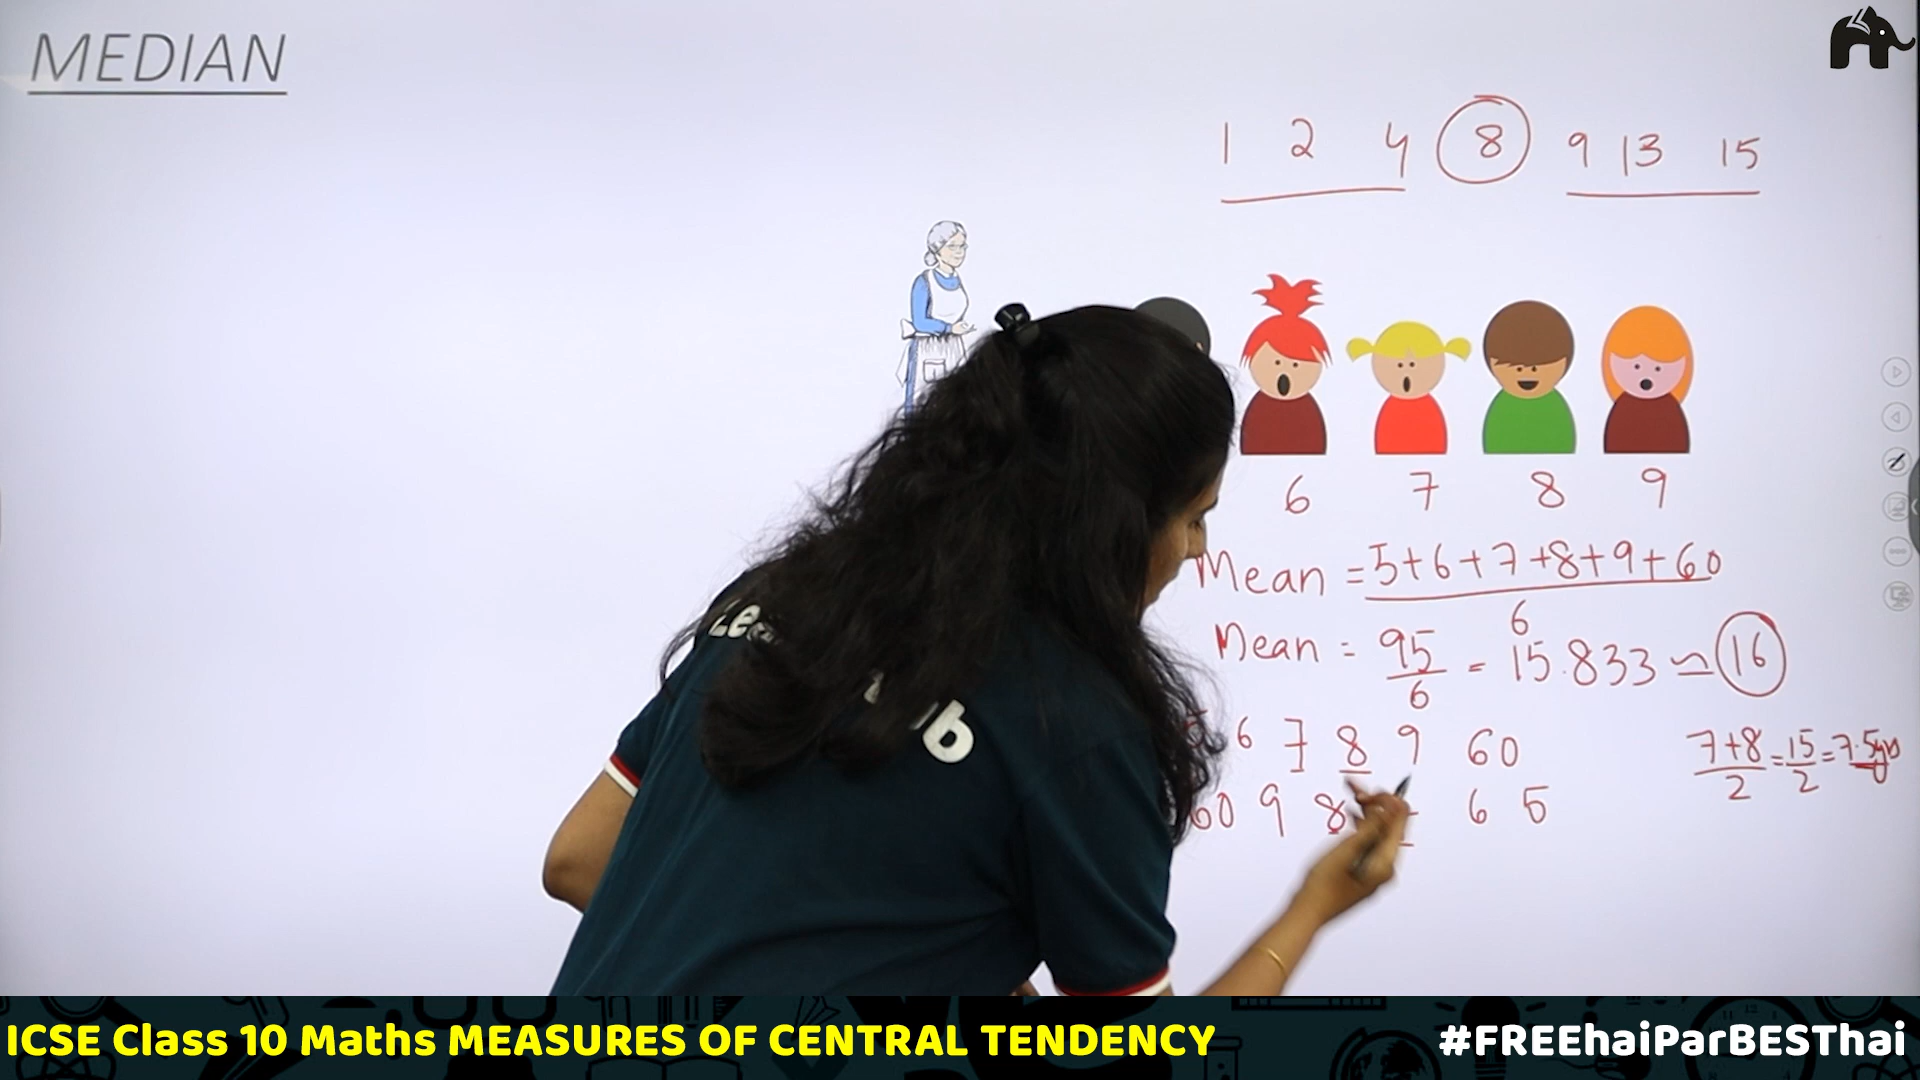 MEDIAN
1 2 4 8 9 13 15
6 7 8 9
Mean = 5+6+7+8+9+60
6
Mean = 95 = 15.833 ≃ 16
6
5 6 7 8 9 60
7+8 = 15 = 7.5yrs
2 2
60 9 8 6 5
ICSE Class 10 Maths MEASURES OF CENTRAL TENDENCY
#FREEhaiParBESThai